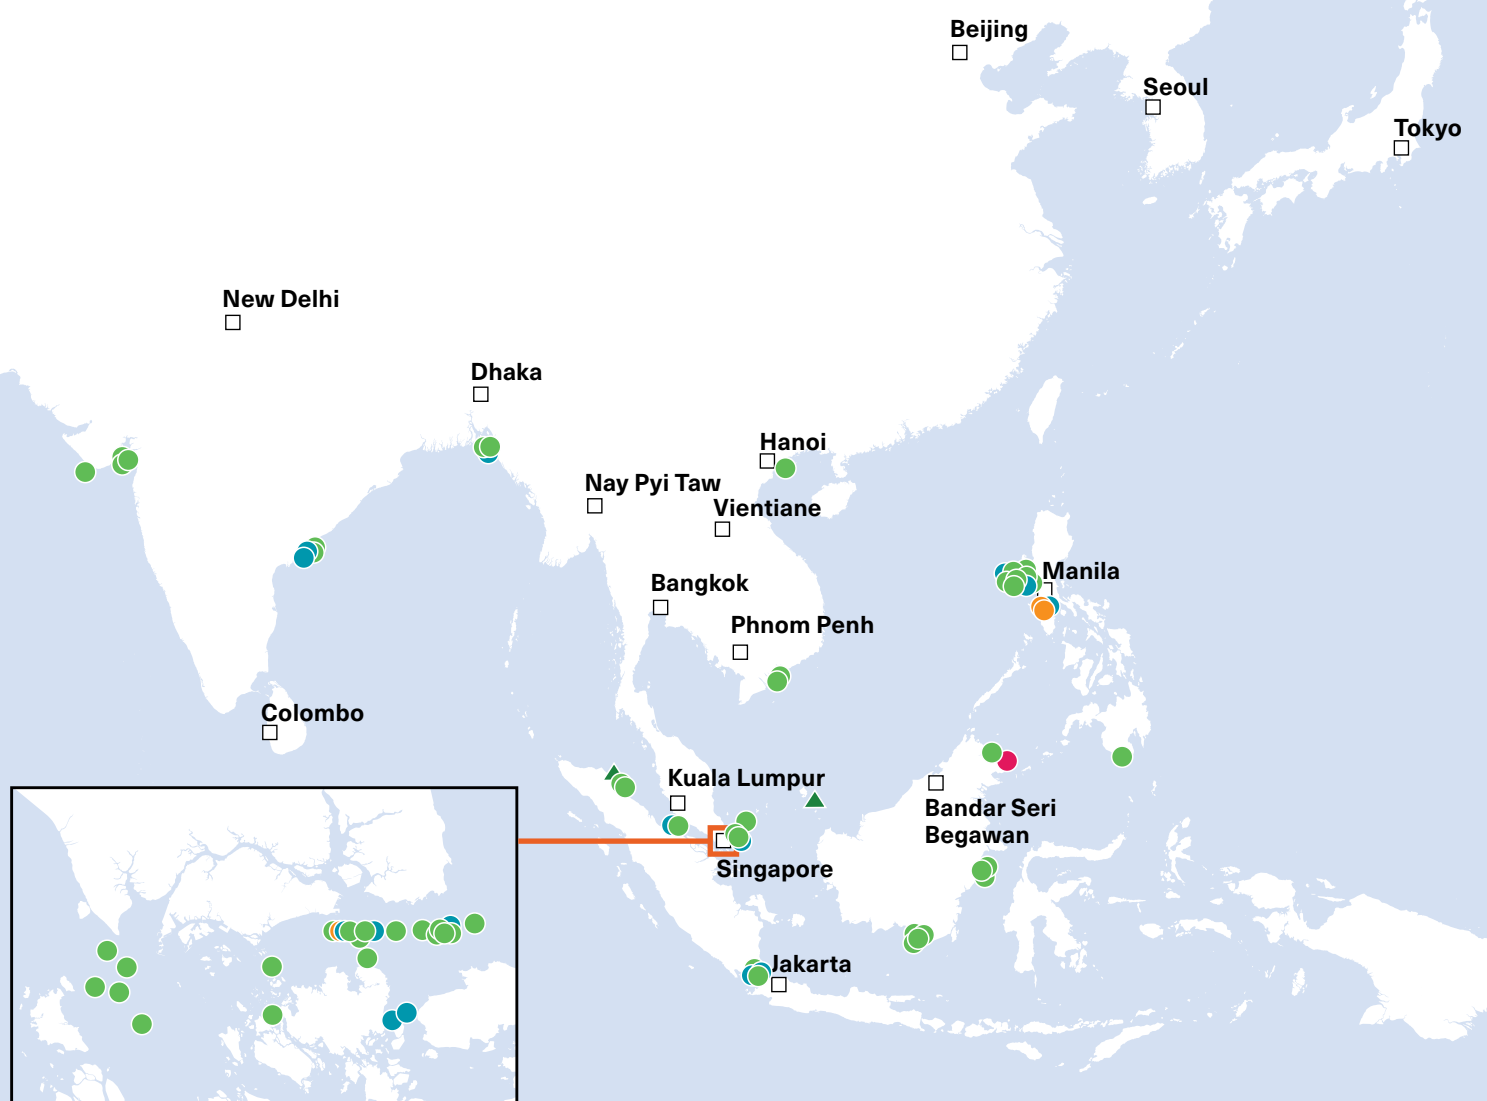 Beijing
Seoul
Tokyo
New Delhi
Dhaka
Hanoi
Nay Pyi Taw
Vientiane
Manila
Bangkok
Phnom Penh
Colombo
Kuala Lumpur
Bandar Seri
Begawan
Singapore
Jakarta